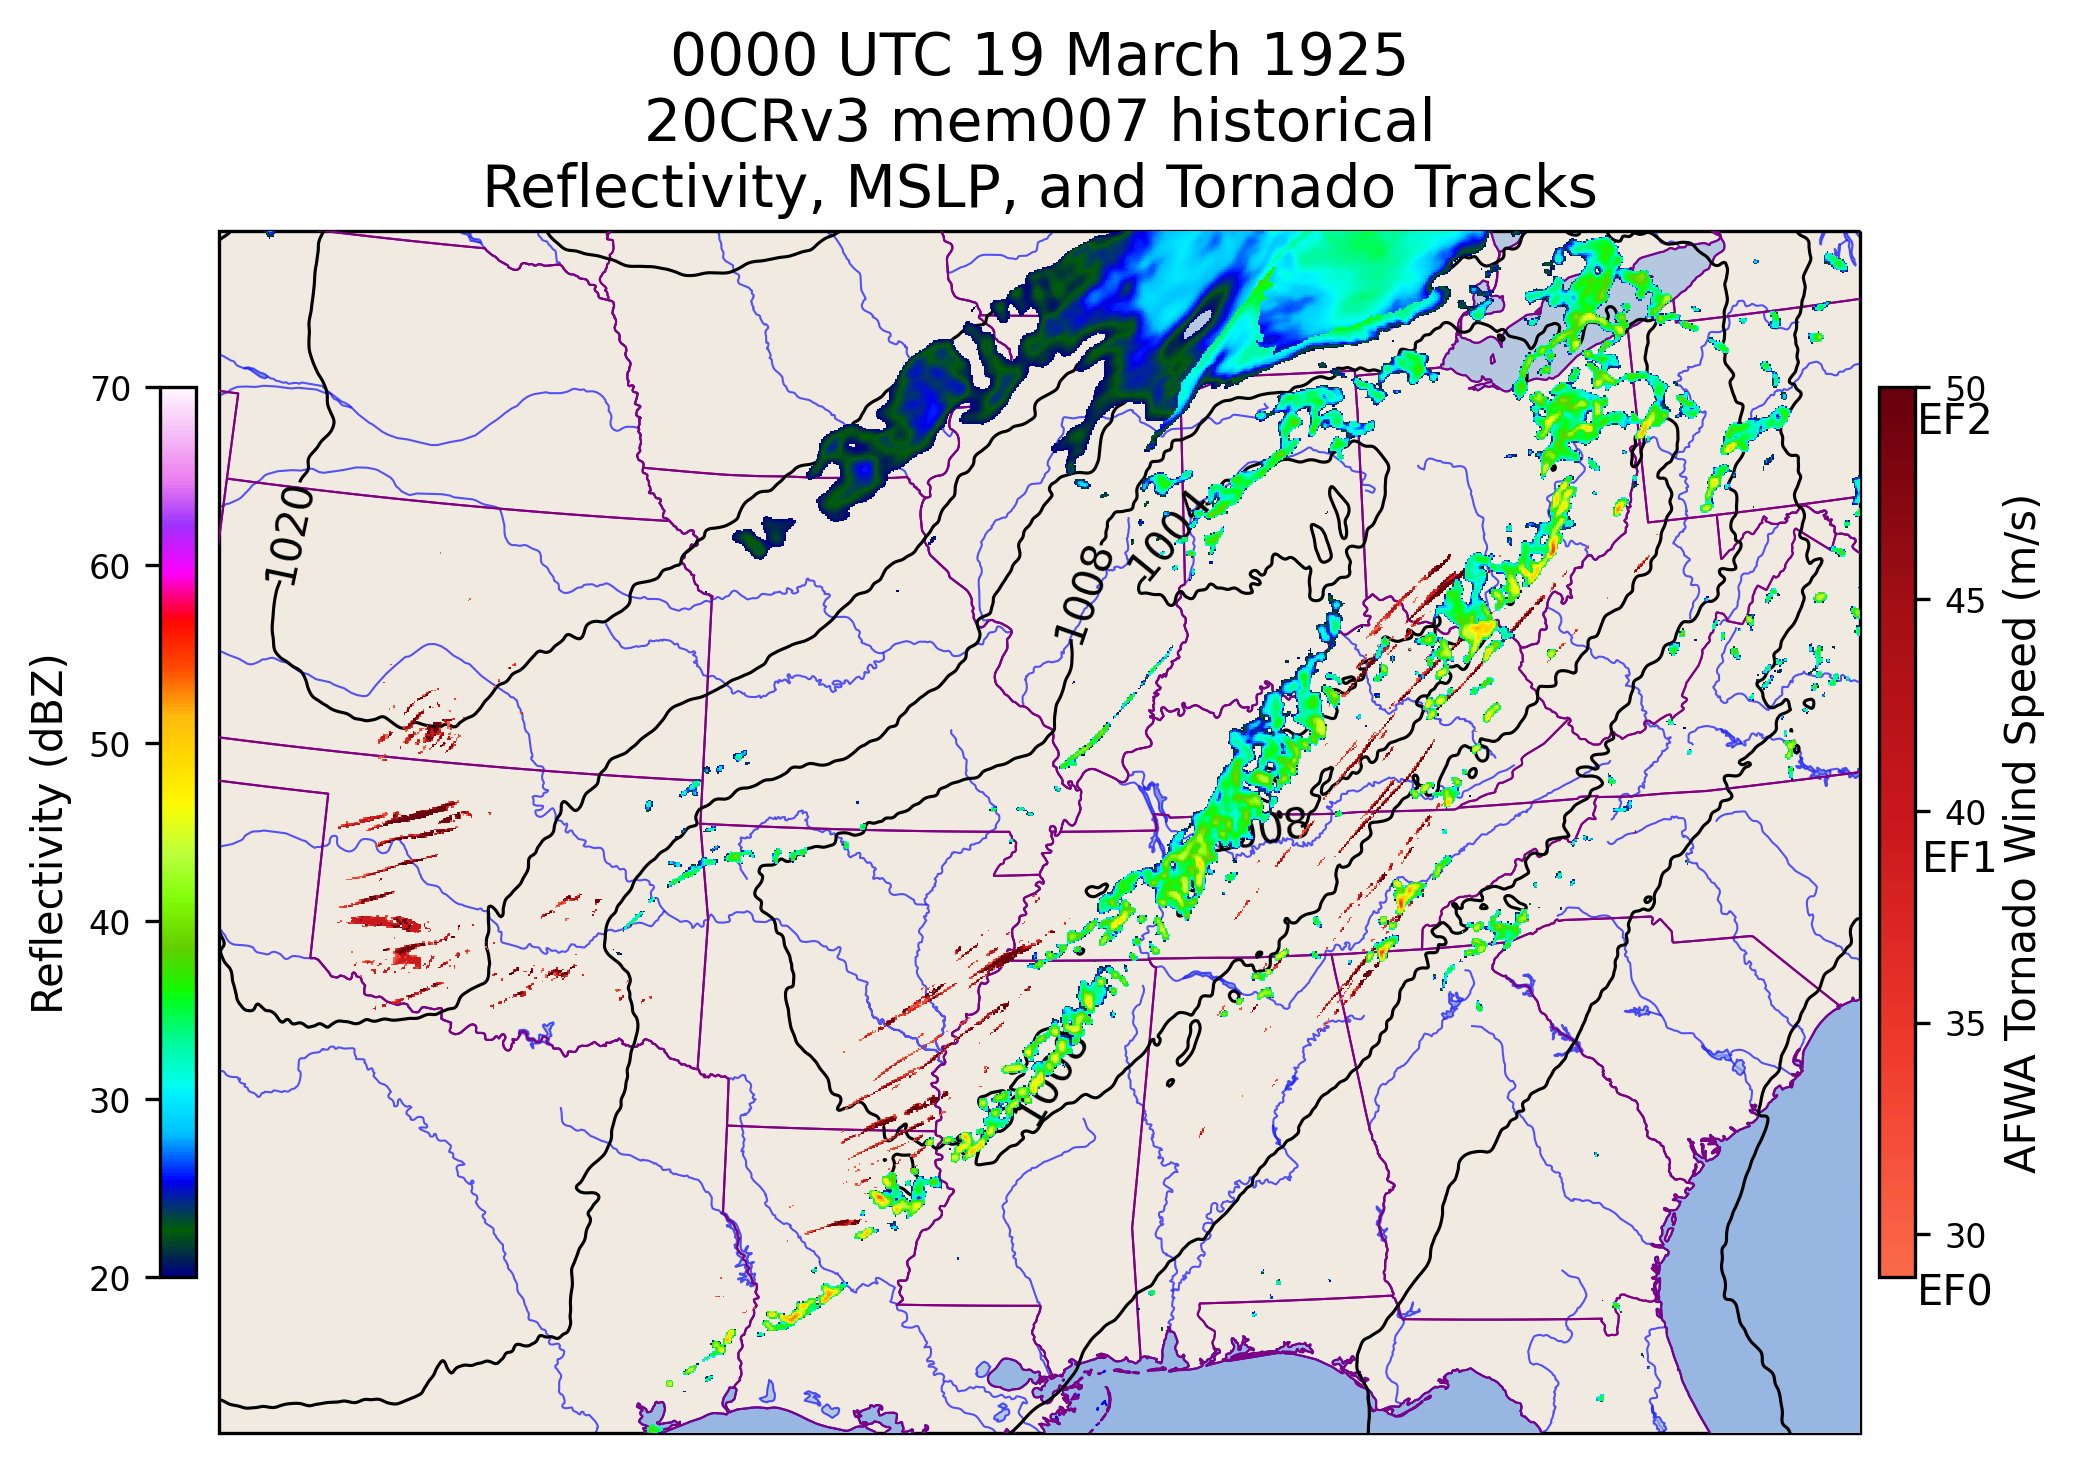 0000 UTC 19 March 1925
20CRv3 mem007 historical
Reflectivity, MSLP, and Tornado Tracks
Reflectivity (dBZ)
70
60
50
40
30
20
1020
1008
1004
1008
AFWA Tornado Wind Speed (m/s)
50
EF2
45
40
EF1
35
30
EF0